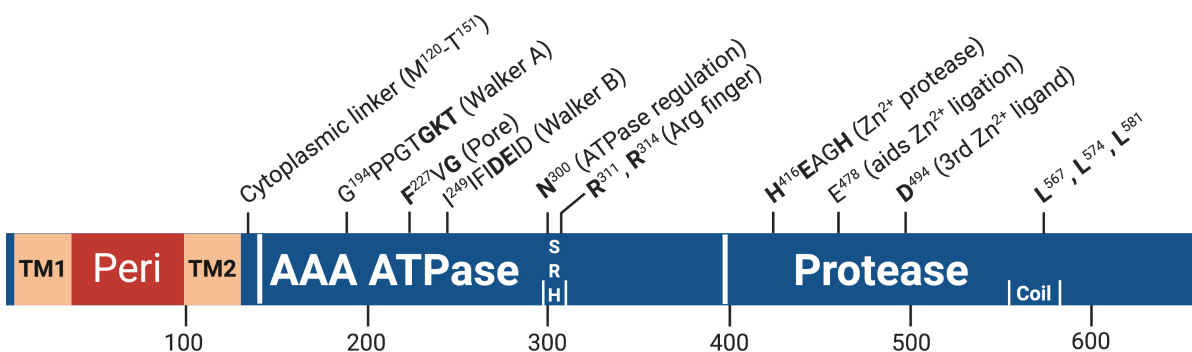 Cytoplasmic linker (M¹²⁰-T¹⁵¹)
G¹⁹⁴PPGTGKT (Walker A)
F²²⁷VG (Pore)
I²⁴⁹IFIDEID (Walker B)
N³⁰⁰ (ATPase regulation)
R³¹¹, R³¹⁴ (Arg finger)
H⁴¹⁶EAGH (Zn²⁺ protease)
E⁴⁷⁸ (aids Zn²⁺ ligation)
D⁴⁹⁴ (3rd Zn²⁺ ligand)
L⁵⁶⁷, L⁵⁷⁴, L⁵⁸¹
TM1
Peri
TM2
AAA ATPase
S
R
H
Protease
Coil
100 200 300 400 500 600